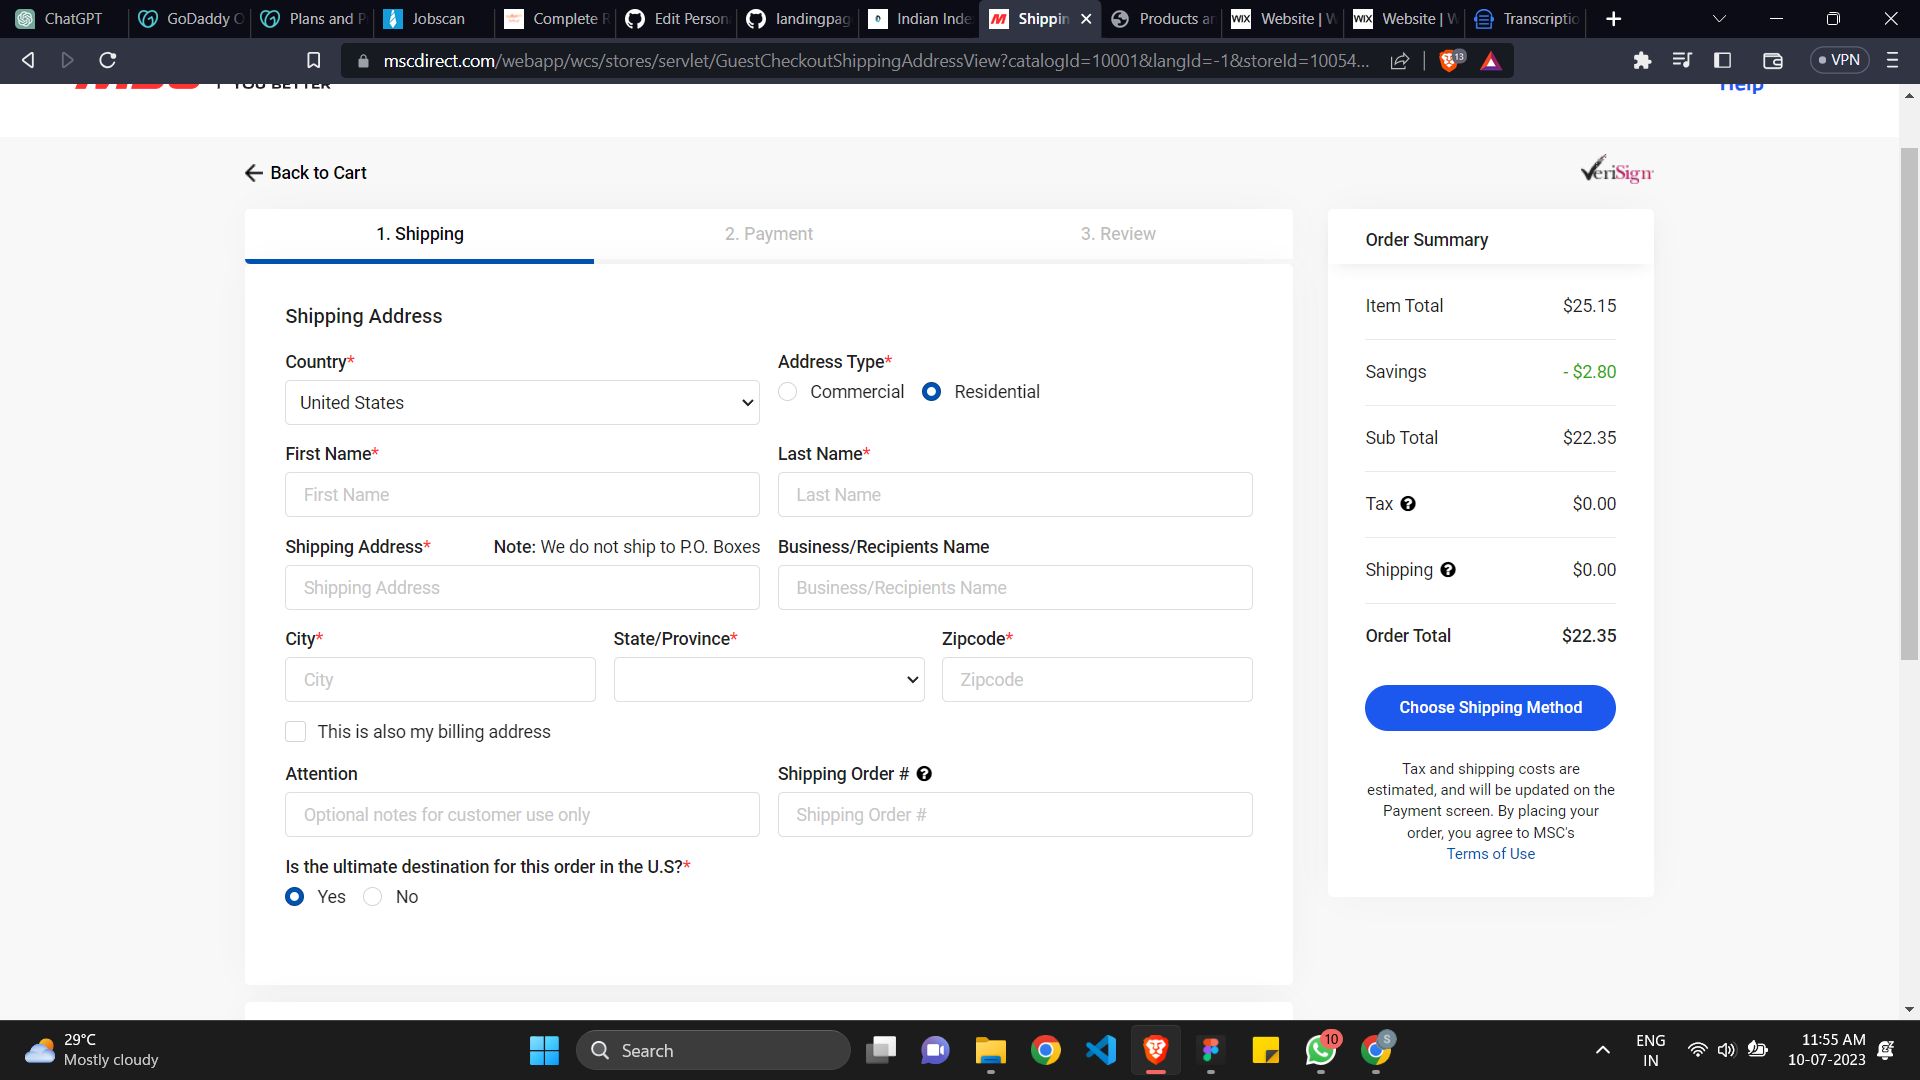 ChatGPT
GoDaddy
Plans and P
Jobscan
Complete R
Edit Person
landingpag
Indian Inde
Shippin
Products an
Website | W
Website | W
Transcriptio
mscdirect.com/webapp/wcs/stores/servlet/GuestCheckoutShippingAddressView?catalogId=10001&langId=-1&storeId=10054...
13
VPN
YOU BETTER
Help
Back to Cart
VeriSign
1. Shipping
2. Payment
3. Review
Shipping Address
Country*
United States
Address Type*
Commercial
Residential
First Name*
First Name
Last Name*
Last Name
Shipping Address*
Note: We do not ship to P.O. Boxes
Shipping Address
Business/Recipients Name
Business/Recipients Name
City*
City
State/Province*
Zipcode*
Zipcode
This is also my billing address
Attention
Optional notes for customer use only
Shipping Order #
Shipping Order #
Is the ultimate destination for this order in the U.S?*
Yes
No
Order Summary
Item Total $25.15
Savings - $2.80
Sub Total $22.35
Tax $0.00
Shipping $0.00
Order Total $22.35
Choose Shipping Method
Tax and shipping costs are
estimated, and will be updated on the
Payment screen. By placing your
order, you agree to MSC's
Terms of Use
29°C
Mostly cloudy
Search
10
S
ENG
IN
11:55 AM
10-07-2023